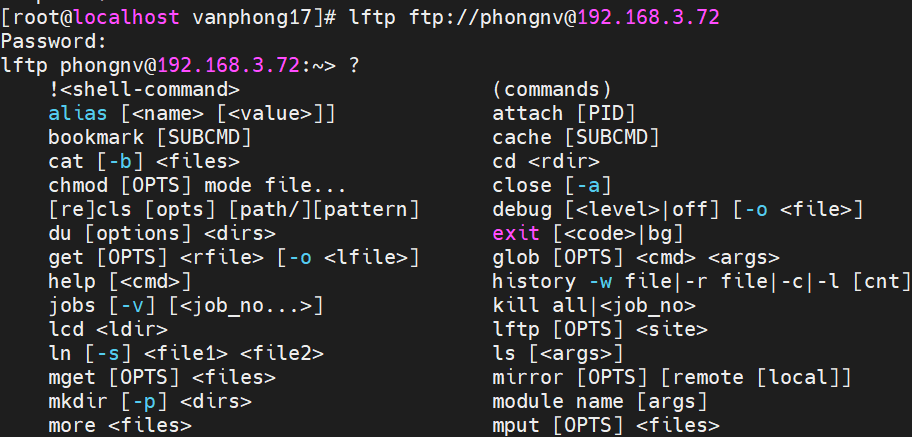 [root@localhost vanphong17]# lftp ftp://phongnv@192.168.3.72
Password:
lftp phongnv@192.168.3.72:~> ?
    !<shell-command>                     (commands)
    alias [<name> [<value>]]             attach [PID]
    bookmark [SUBCMD]                    cache [SUBCMD]
    cat [-b] <files>                     cd <rdir>
    chmod [OPTS] mode file...            close [-a]
    [re]cls [opts] [path/][pattern]      debug [<level>|off] [-o <file>]
    du [options] <dirs>                  exit [<code>|bg]
    get [OPTS] <rfile> [-o <lfile>]      glob [OPTS] <cmd> <args>
    help [<cmd>]                         history -w file|-r file|-c|-l [cnt]
    jobs [-v] [<job_no...>]              kill all|<job_no>
    lcd <ldir>                           lftp [OPTS] <site>
    ln [-s] <file1> <file2>              ls [<args>]
    mget [OPTS] <files>                  mirror [OPTS] [remote [local]]
    mkdir [-p] <dirs>                    module name [args]
    more <files>                         mput [OPTS] <files>